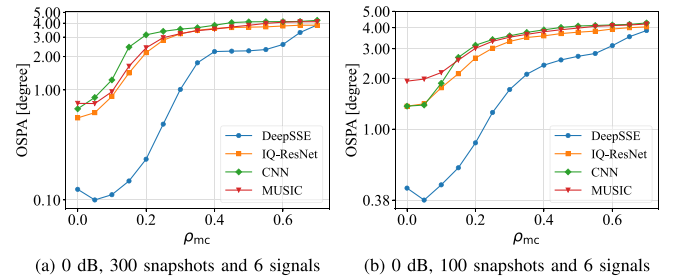 5.00
4.00
3.00
2.00
1.00
0.10
OSPA [degree]
DeepSSE
IQ-ResNet
CNN
MUSIC
0.0 0.2 0.4 0.6
ρmc
(a) 0 dB, 300 snapshots and 6 signals
5.00
4.00
3.00
2.00
1.00
0.38
OSPA [degree]
DeepSSE
IQ-ResNet
CNN
MUSIC
0.0 0.2 0.4 0.6
ρmc
(b) 0 dB, 100 snapshots and 6 signals